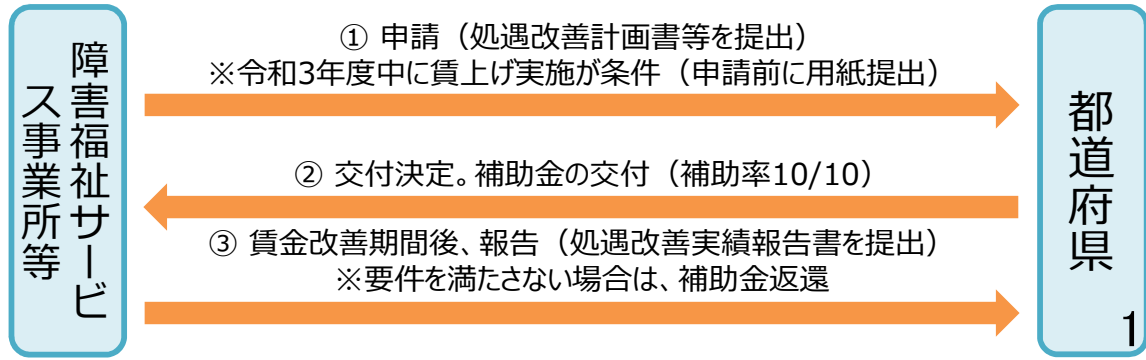 障害福祉サービ
ス事業所等
① 申請（処遇改善計画書等を提出）
※令和3年度中に賃上げ実施が条件（申請前に用紙提出）
② 交付決定。補助金の交付（補助率10/10）
③ 賃金改善期間後、報告（処遇改善実績報告書を提出）
※要件を満たさない場合は、補助金返還
都道府県
1